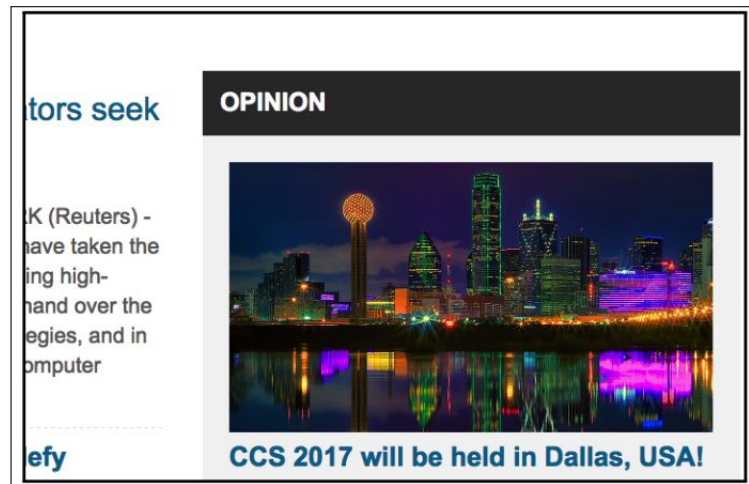 tors seek
K (Reuters) -
have taken the
ing high-
hand over the
egies, and in
omputer
efy
OPINION
CCS 2017 will be held in Dallas, USA!